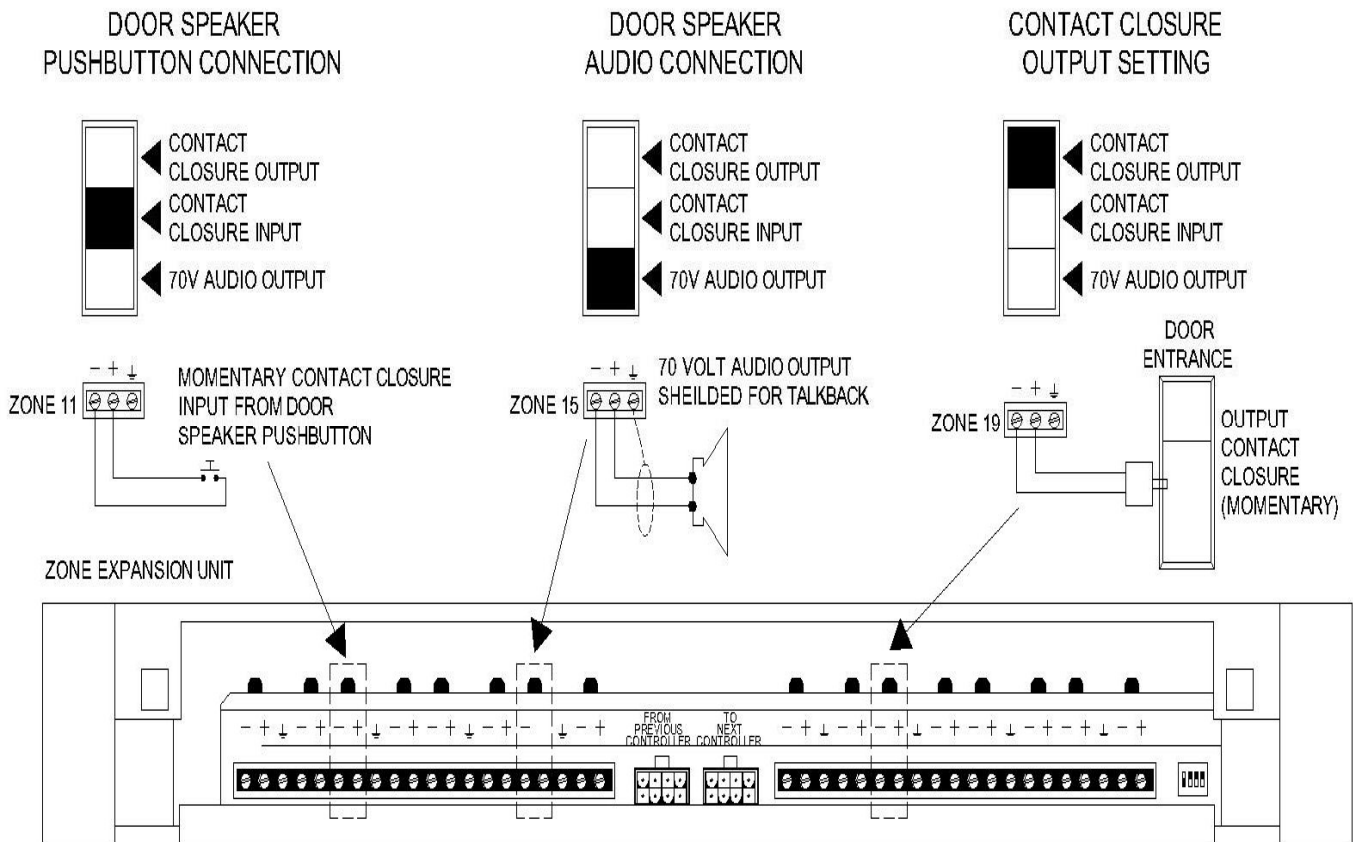 DOOR SPEAKER
PUSHBUTTON CONNECTION
CONTACT
CLOSURE OUTPUT
CONTACT
CLOSURE INPUT
70V AUDIO OUTPUT
DOOR SPEAKER
AUDIO CONNECTION
CONTACT
CLOSURE OUTPUT
CONTACT
CLOSURE INPUT
70V AUDIO OUTPUT
CONTACT CLOSURE
OUTPUT SETTING
CONTACT
CLOSURE OUTPUT
CONTACT
CLOSURE INPUT
70V AUDIO OUTPUT
- +
ZONE 11
MOMENTARY CONTACT CLOSURE
INPUT FROM DOOR
SPEAKER PUSHBUTTON
- +
ZONE 15
70 VOLT AUDIO OUTPUT
SHEILDED FOR TALKBACK
- +
ZONE 19
DOOR
ENTRANCE
OUTPUT
CONTACT
CLOSURE
(MOMENTARY)
ZONE EXPANSION UNIT
- + - + - + - + - + - + - + - +
FROM
PREVIOUS
CONTROLLER
TO
NEXT
CONTROLLER
- + - + - + - + - + - + - + - +